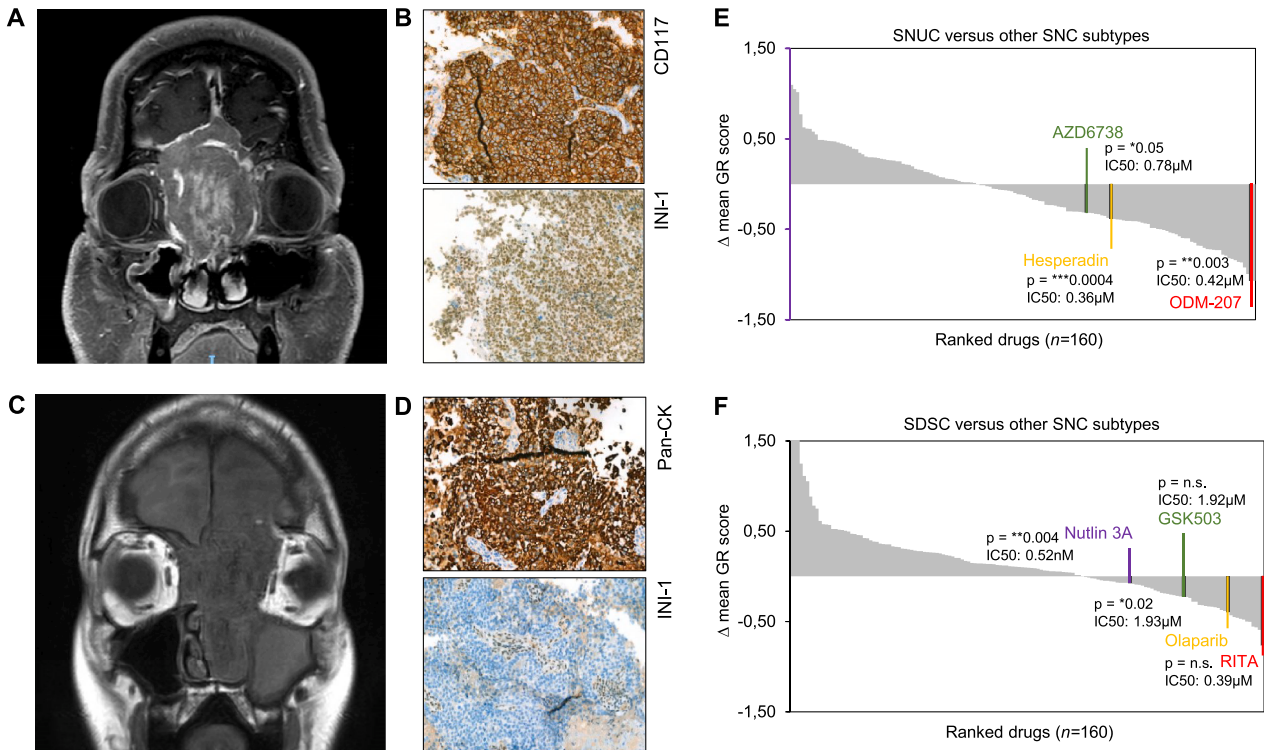 A
B
CD117
INI-1
C
D
Pan-CK
INI-1
E
SNUC versus other SNC subtypes
1,50
0,50
-0,50
-1,50
Δ mean GR score
AZD6738
p = *0.05
IC50: 0.78µM
Hesperadin
p = ***0.0004
IC50: 0.36µM
p = **0.003
IC50: 0.42µM
ODM-207
Ranked drugs (n=160)
F
SDSC versus other SNC subtypes
1,50
0,50
-0,50
-1,50
Δ mean GR score
p = n.s.
IC50: 1.92µM
GSK503
p = **0.004
IC50: 0.52nM
Nutlin 3A
p = *0.02
IC50: 1.93µM
Olaparib
p = n.s.
IC50: 0.39µM
RITA
Ranked drugs (n=160)